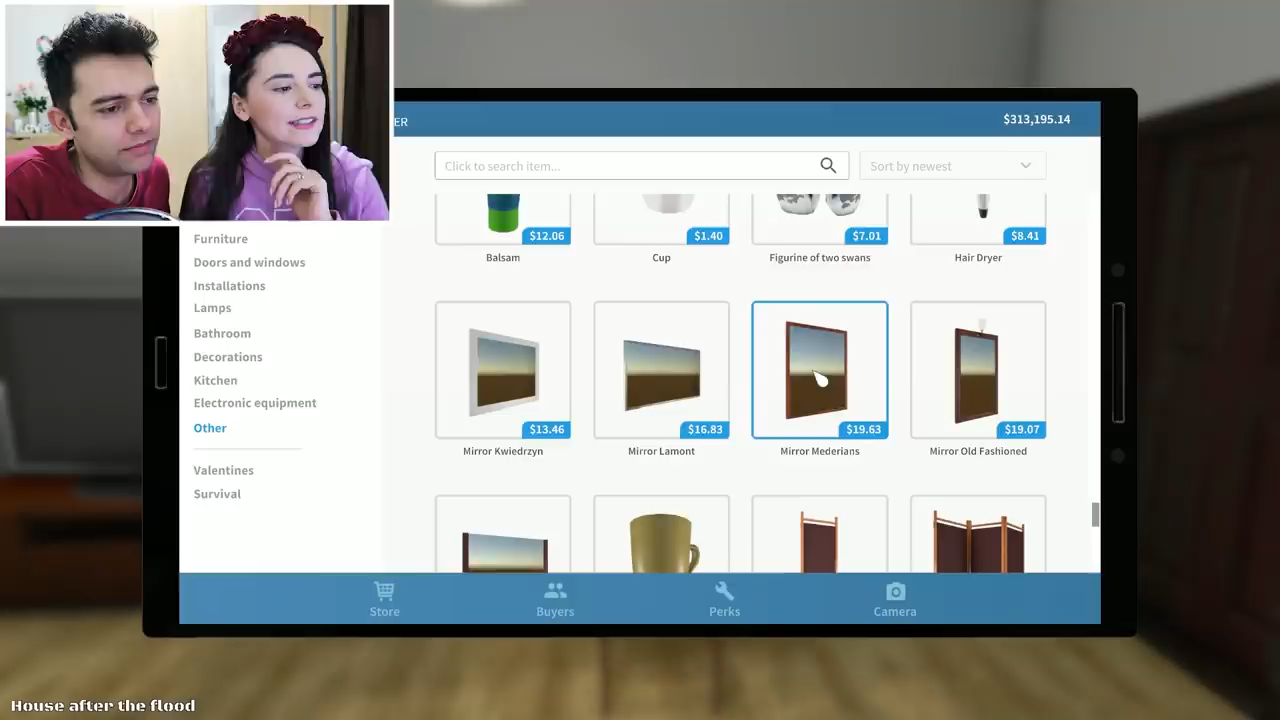 ER
$313,195.14
Click to search item...
Sort by newest
$12.06
$1.40
$7.01
$8.41
Balsam
Cup
Figurine of two swans
Hair Dryer
Furniture
Doors and windows
Installations
Lamps
Bathroom
Decorations
Kitchen
Electronic equipment
Other
Valentines
Survival
$13.46
$16.83
$19.63
$19.07
Mirror Kwiedrzyn
Mirror Lamont
Mirror Mederians
Mirror Old Fashioned
Store
Buyers
Perks
Camera
House after the flood